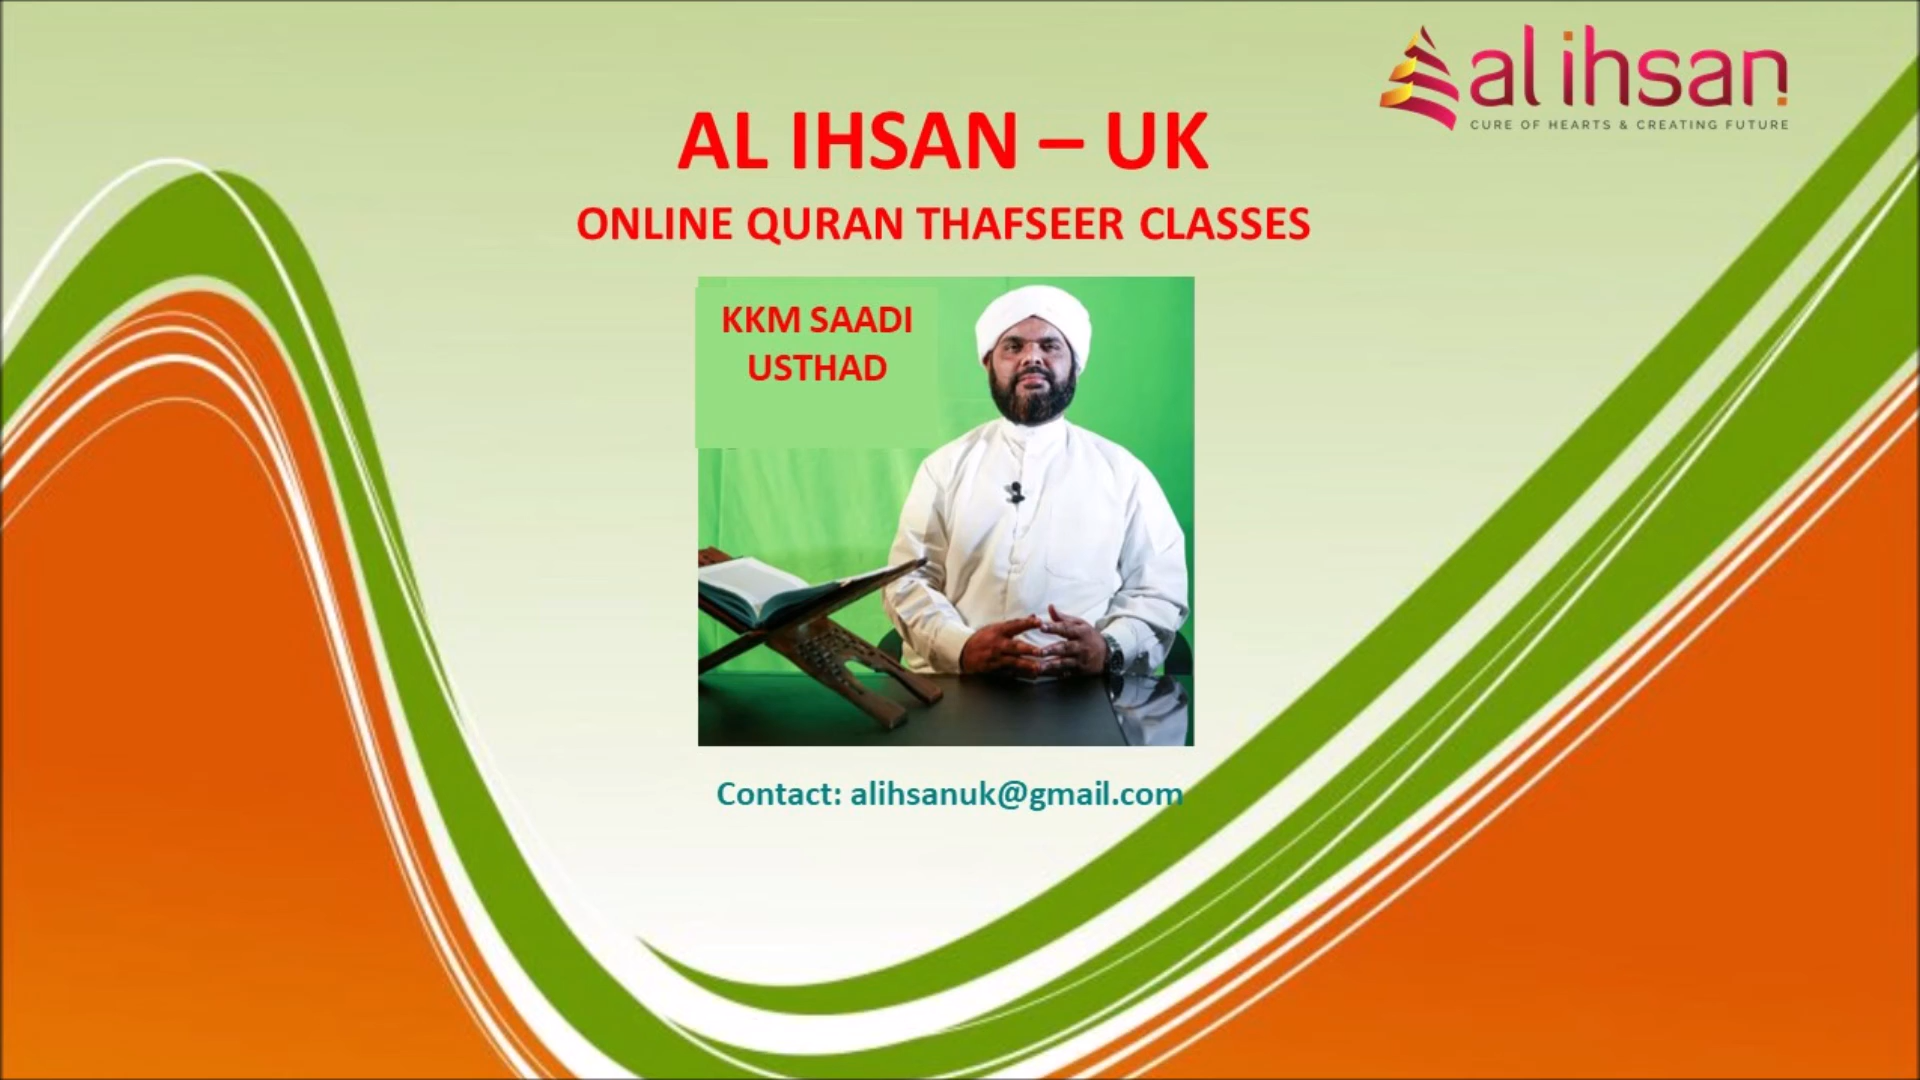 al ihsan
CURE OF HEARTS & CREATING FUTURE
AL IHSAN – UK
ONLINE QURAN THAFSEER CLASSES
KKM SAADI
USTHAD
Contact: alihsanuk@gmail.com